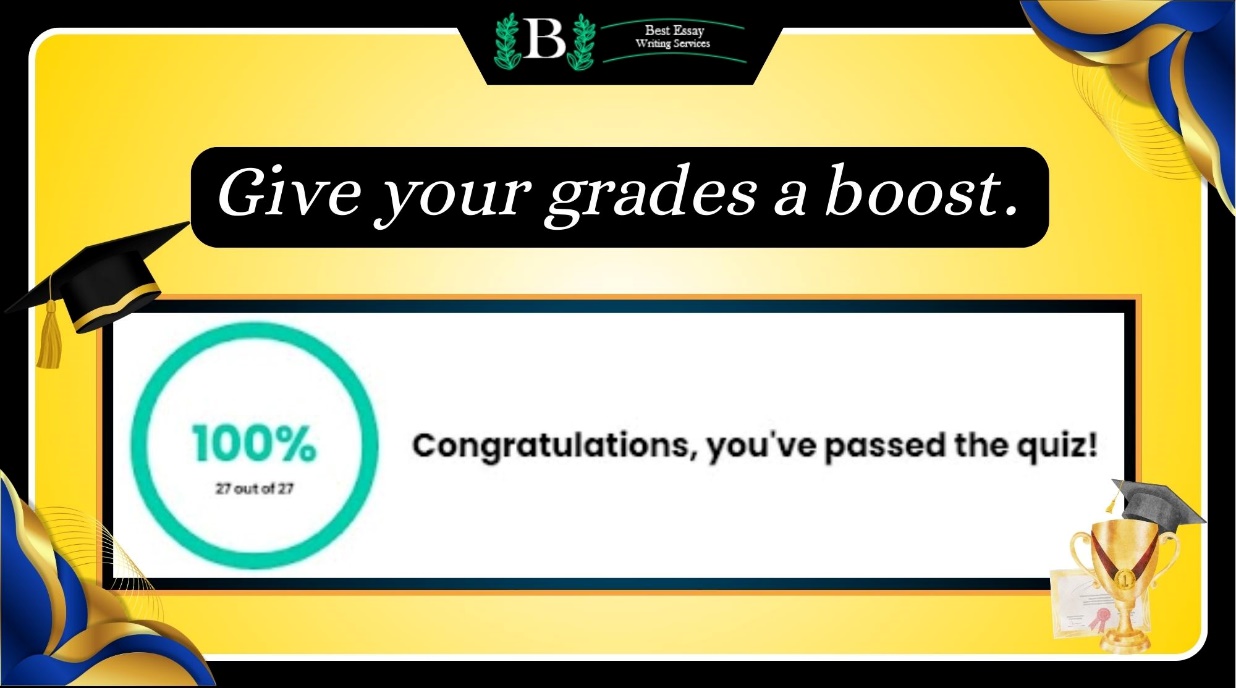 B
Best Essay
Writing Services
Give your grades a boost.
100%
27 out of 27
Congratulations, you've passed the quiz!
1